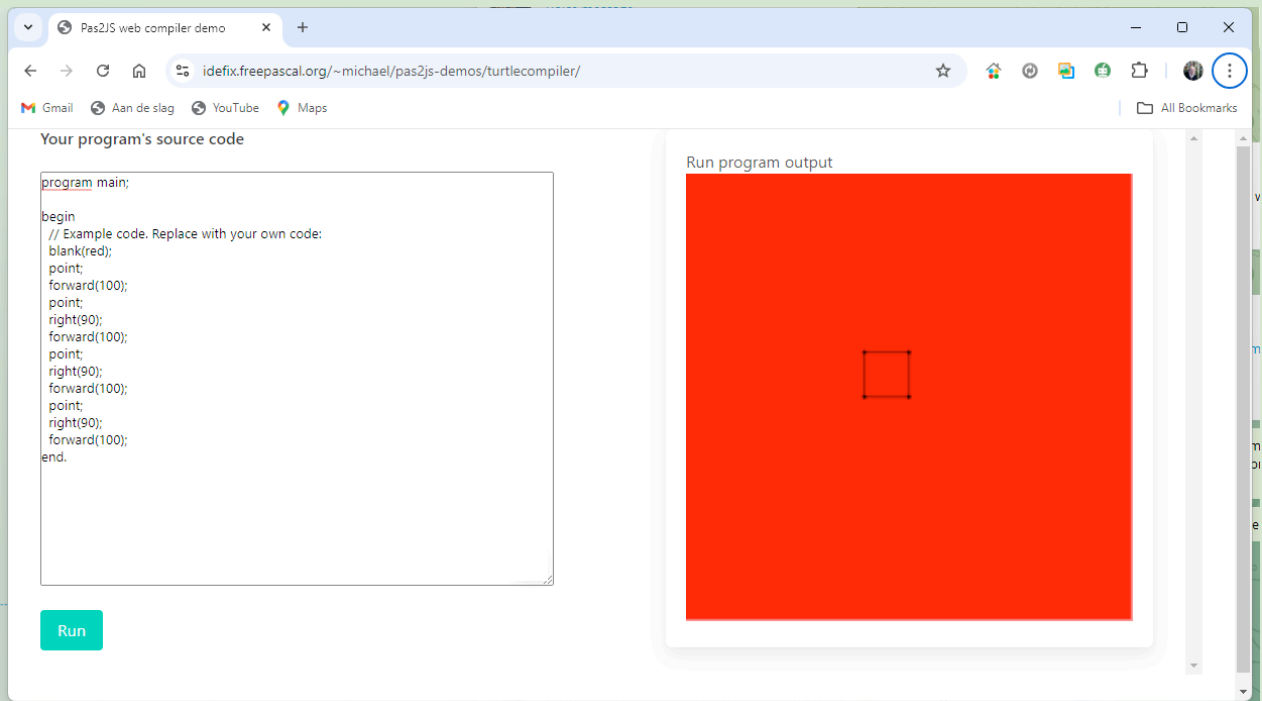 Pas2JS web compiler demo
idefix.freepascal.org/~michael/pas2js-demos/turtlecompiler/
Gmail
Aan de slag
YouTube
Maps
All Bookmarks
Your program's source code
program main;
begin
// Example code. Replace with your own code:
blank(red);
point;
forward(100);
point;
right(90);
forward(100);
point;
right(90);
forward(100);
point;
right(90);
forward(100);
end.
Run
Run program output